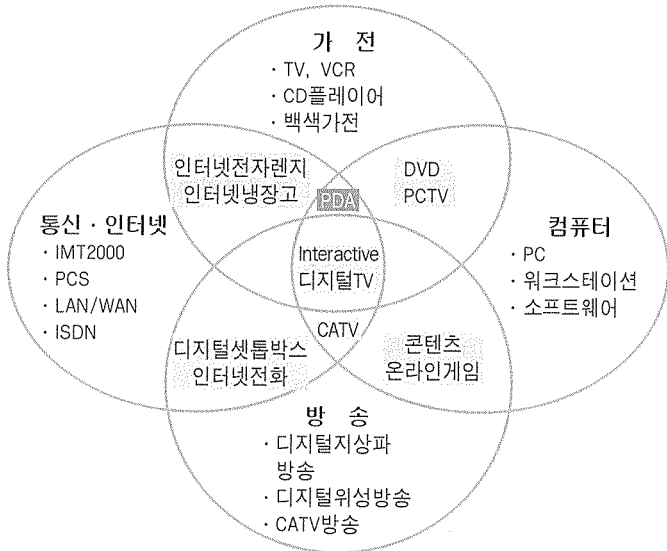 가 전
· TV, VCR
· CD플레이어
· 백색가전
인터넷전자렌지
인터넷냉장고
PDA
DVD
PCTV
통신 · 인터넷
· IMT2000
· PCS
· LAN/WAN
· ISDN
Interactive
디지털TV
컴퓨터
· PC
· 워크스테이션
· 소프트웨어
CATV
디지털셋톱박스
인터넷전화
콘텐츠
온라인게임
방 송
· 디지털지상파
방송
· 디지털위성방송
· CATV방송